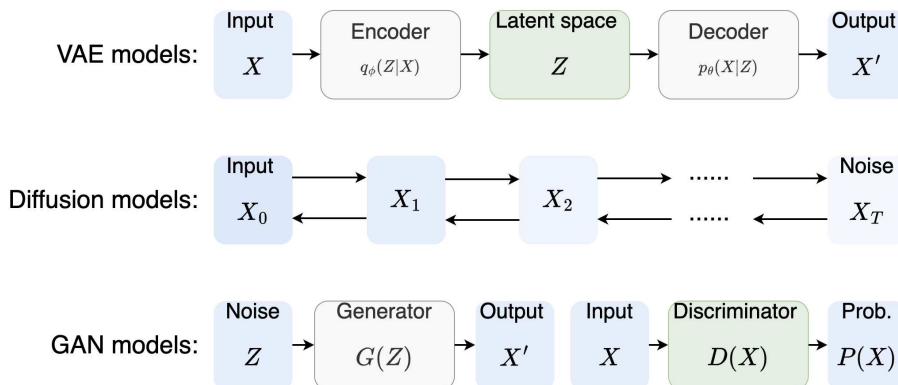 VAE models:
Input
X
Encoder
q_ϕ(Z|X)
Latent space
Z
Decoder
p_θ(X|Z)
Output
X′
Diffusion models:
Input
X_0
X_1
X_2
......
......
Noise
X_T
GAN models:
Noise
Z
Generator
G(Z)
Output
X′
Input
X
Discriminator
D(X)
Prob.
P(X)